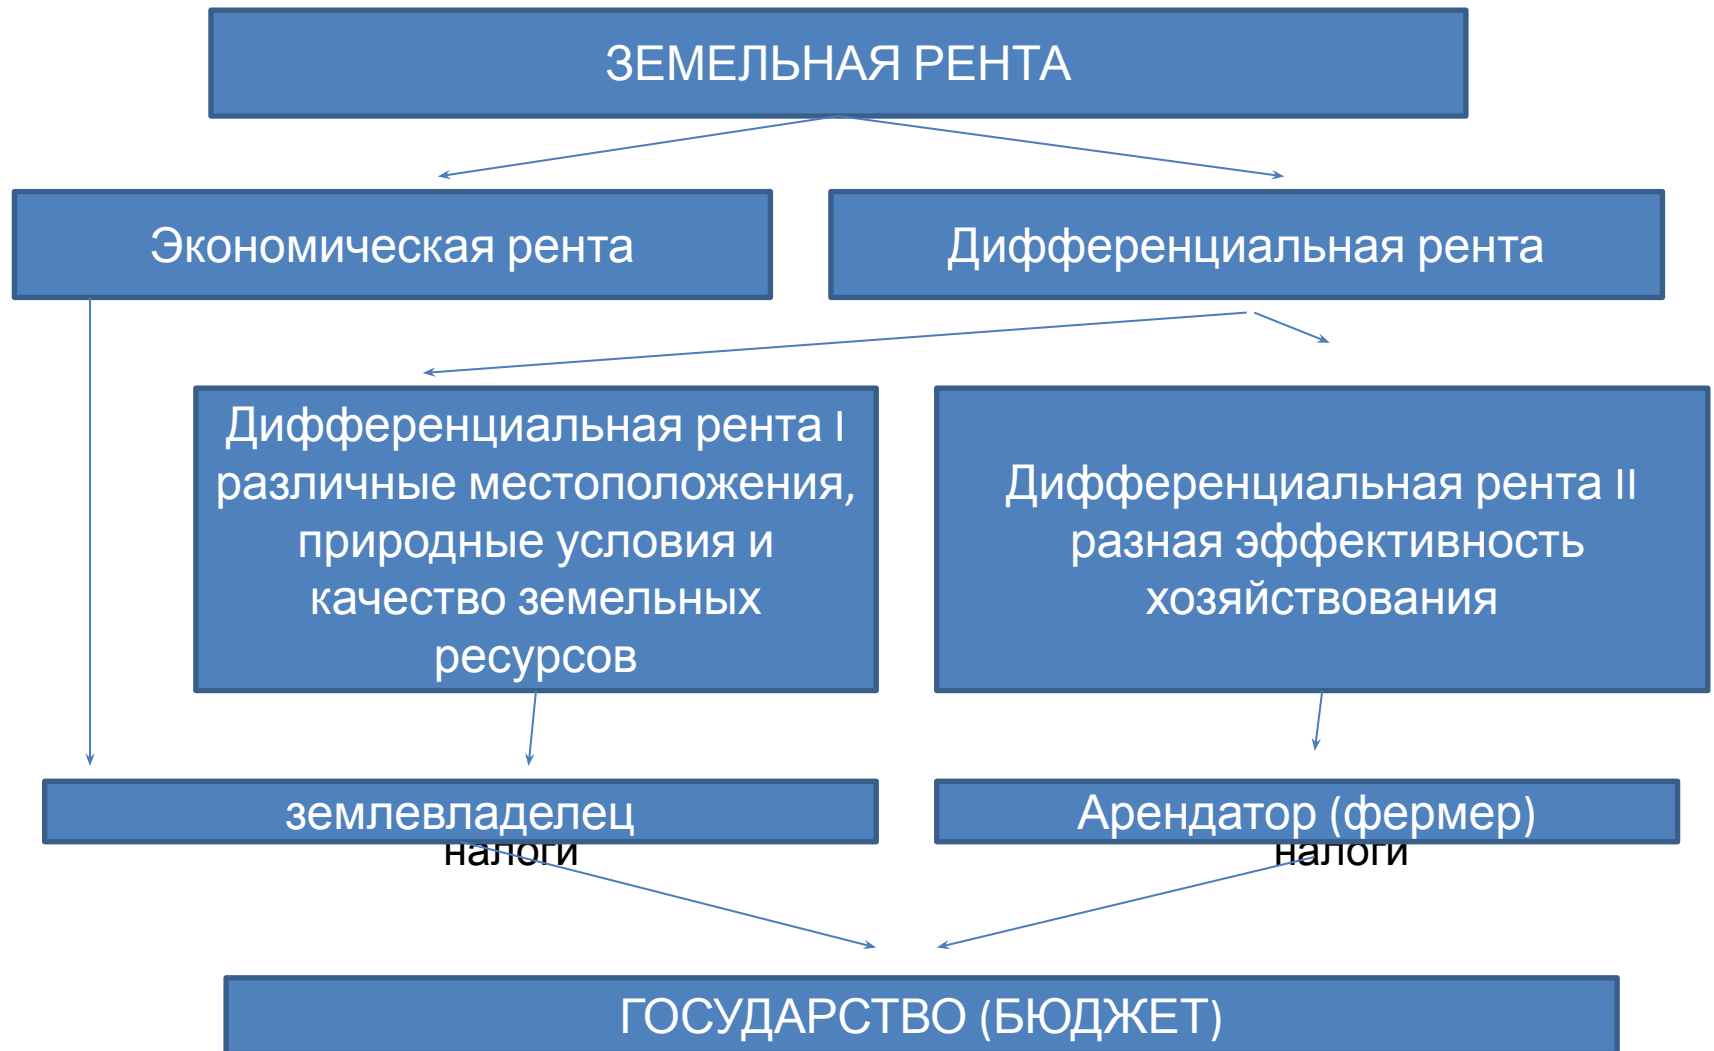 ЗЕМЕЛЬНАЯ РЕНТА
Экономическая рента
Дифференциальная рента
Дифференциальная рента I
различные местоположения,
природные условия и
качество земельных
ресурсов
Дифференциальная рента II
разная эффективность
хозяйствования
землевладелец
Арендатор (фермер)
налоги
налоги
ГОСУДАРСТВО (БЮДЖЕТ)